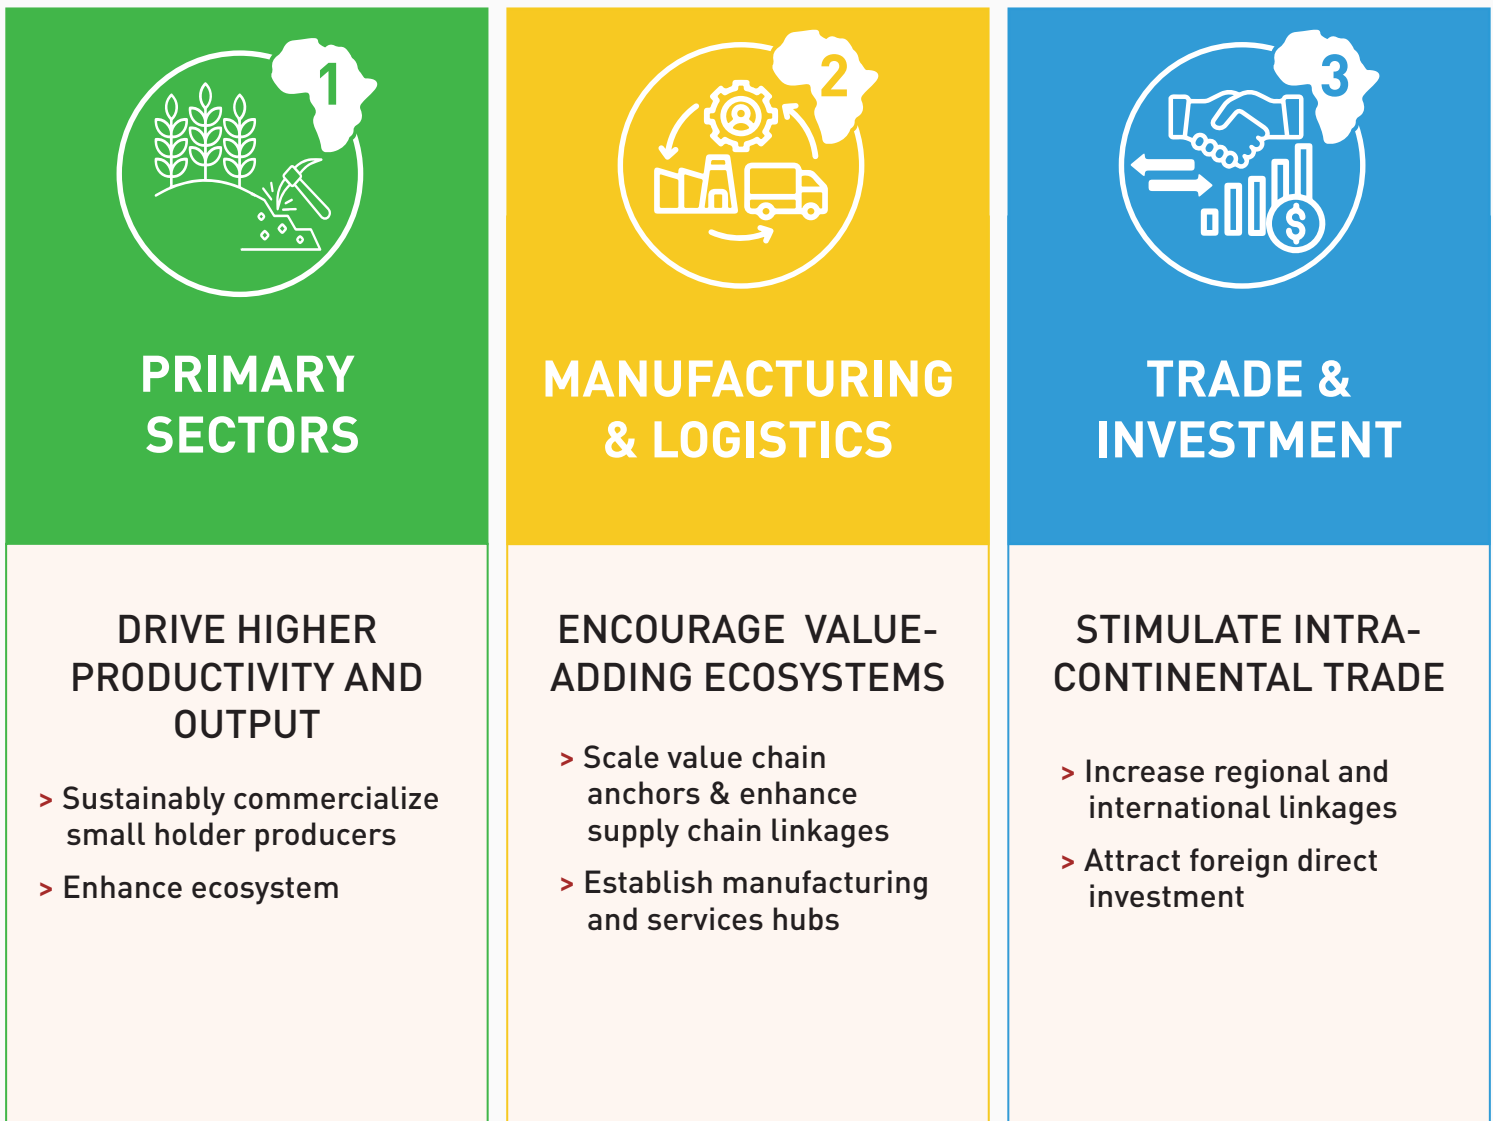 1
PRIMARY
SECTORS
DRIVE HIGHER
PRODUCTIVITY AND
OUTPUT
> Sustainably commercialize
small holder producers
> Enhance ecosystem
2
MANUFACTURING
& LOGISTICS
ENCOURAGE VALUE-
ADDING ECOSYSTEMS
> Scale value chain
anchors & enhance
supply chain linkages
> Establish manufacturing
and services hubs
3
$
TRADE &
INVESTMENT
STIMULATE INTRA-
CONTINENTAL TRADE
> Increase regional and
international linkages
> Attract foreign direct
investment